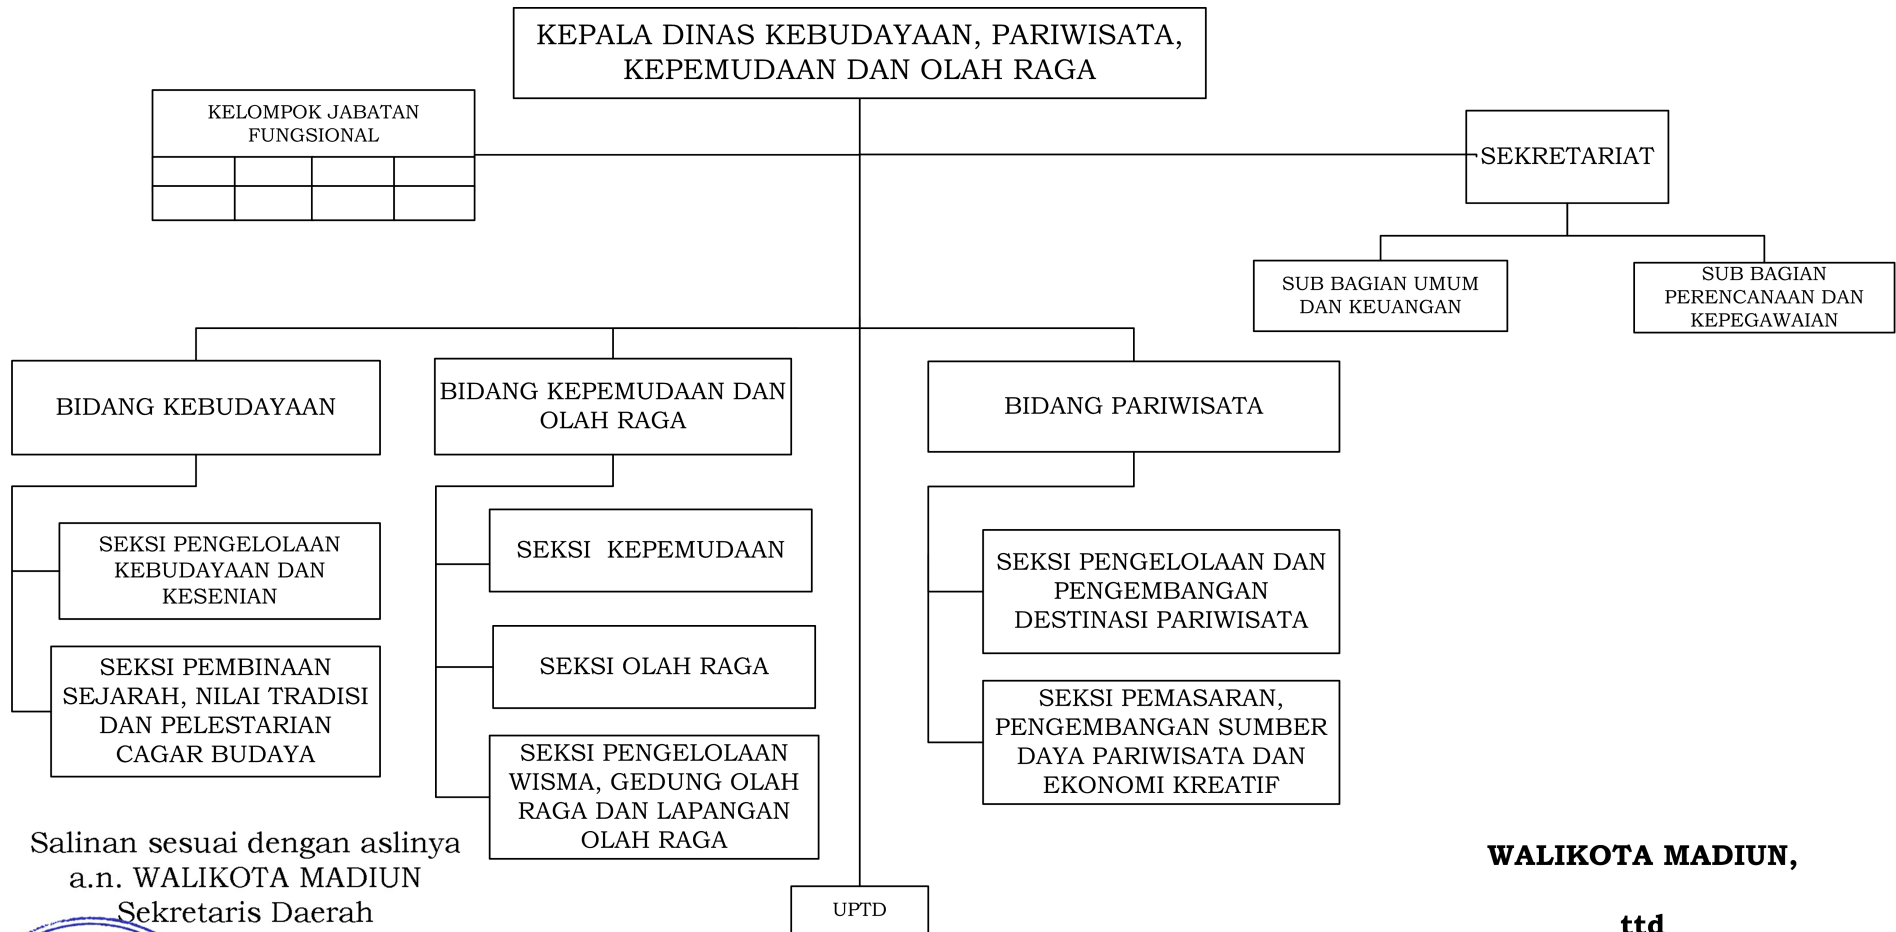 KEPALA DINAS KEBUDAYAAN, PARIWISATA,
KEPEMUDAAN DAN OLAH RAGA
KELOMPOK JABATAN
FUNGSIONAL
SEKRETARIAT
SUB BAGIAN UMUM
DAN KEUANGAN
SUB BAGIAN
PERENCANAAN DAN
KEPEGAWAIAN
BIDANG KEBUDAYAAN
BIDANG KEPEMUDAAN DAN
OLAH RAGA
BIDANG PARIWISATA
SEKSI PENGELOLAAN
KEBUDAYAAN DAN
KESENIAN
SEKSI PEMBINAAN
SEJARAH, NILAI TRADISI
DAN PELESTARIAN
CAGAR BUDAYA
SEKSI  KEPEMUDAAN
SEKSI OLAH RAGA
SEKSI PENGELOLAAN
WISMA, GEDUNG OLAH
RAGA DAN LAPANGAN
OLAH RAGA
SEKSI PENGELOLAAN DAN
PENGEMBANGAN
DESTINASI PARIWISATA
SEKSI PEMASARAN,
PENGEMBANGAN SUMBER
DAYA PARIWISATA DAN
EKONOMI KREATIF
UPTD
Salinan sesuai dengan aslinya
a.n. WALIKOTA MADIUN
Sekretaris Daerah
WALIKOTA MADIUN,
ttd